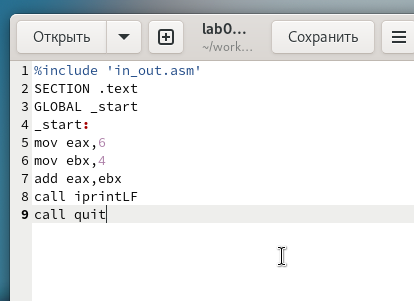 Открыть
lab0...
~/work...
Сохранить
1 %include 'in_out.asm'
2 SECTION .text
3 GLOBAL _start
4 _start:
5 mov eax,6
6 mov ebx,4
7 add eax,ebx
8 call iprintLF
9 call quit